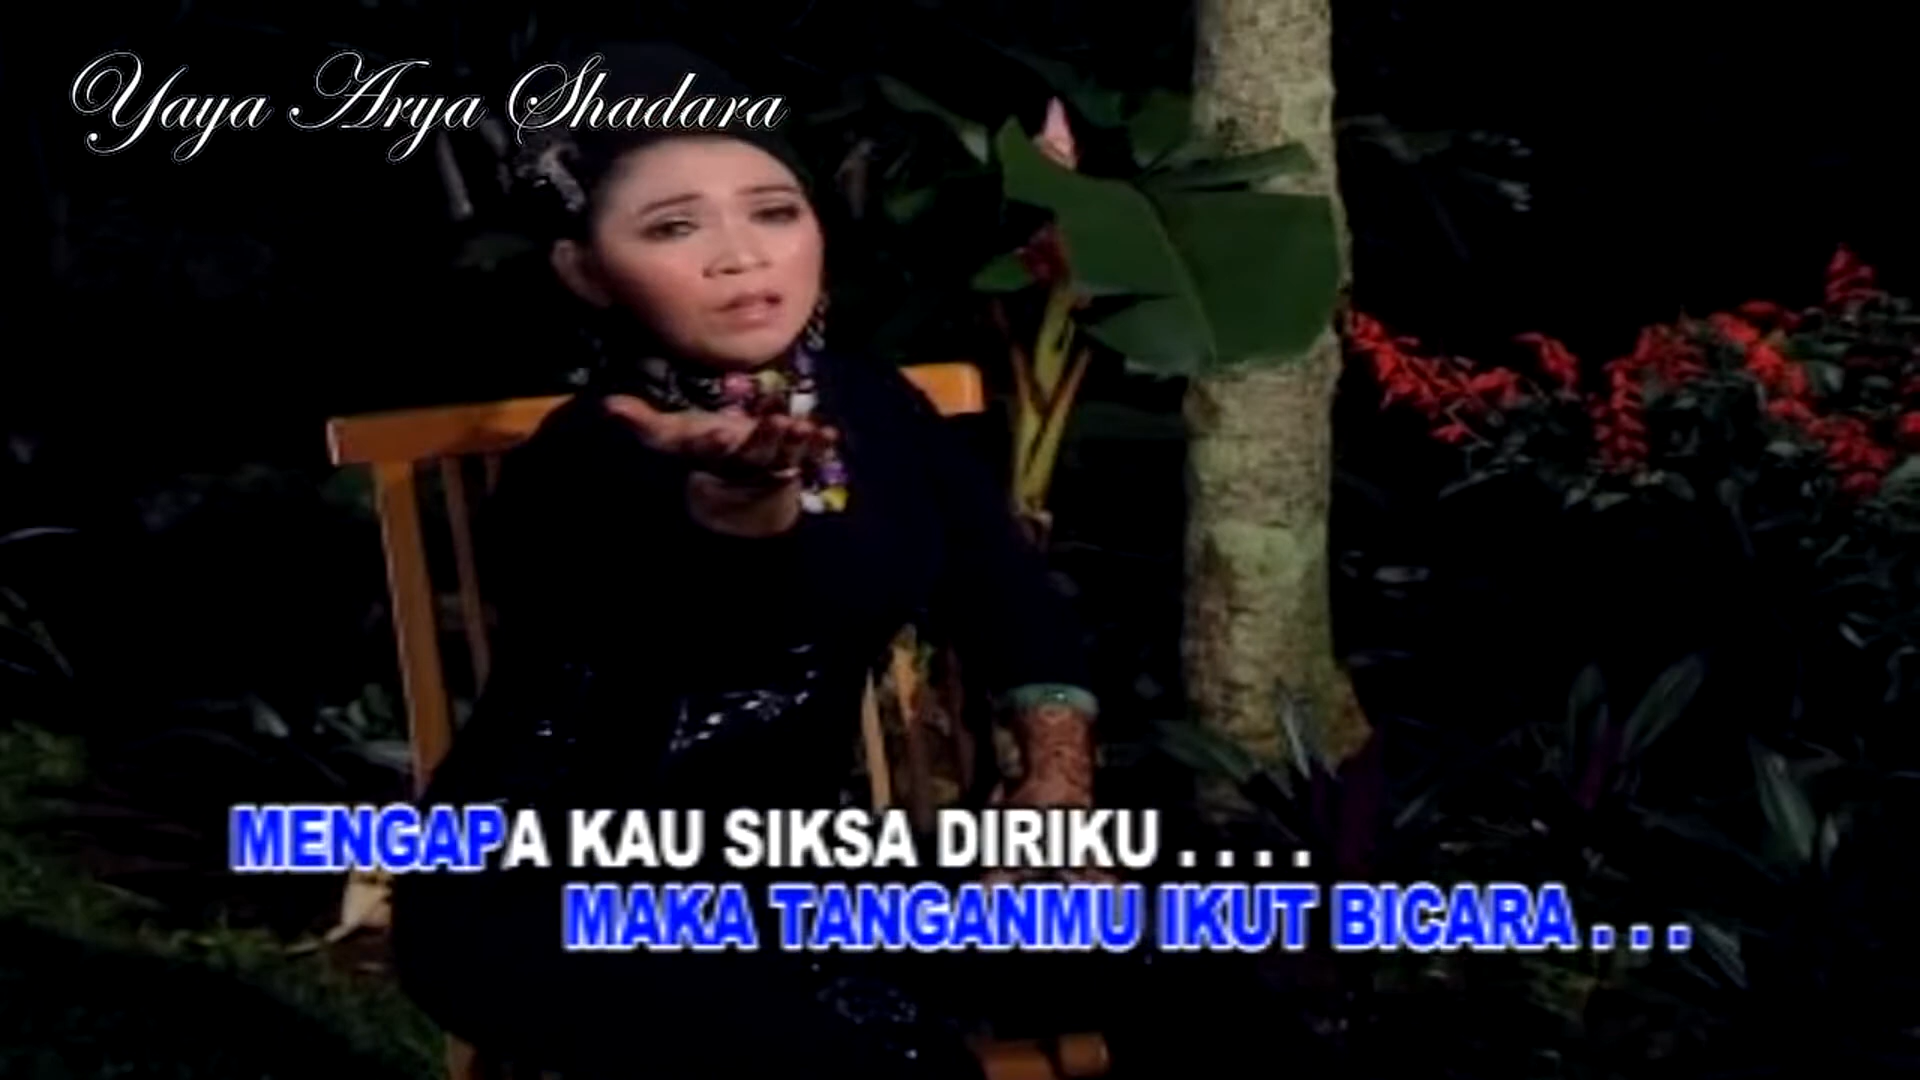 Yaya Arya Shadara
MENGAPA KAU SIKSA DIRIKU . . . .
MAKA TANGANMU IKUT BICARA . . .